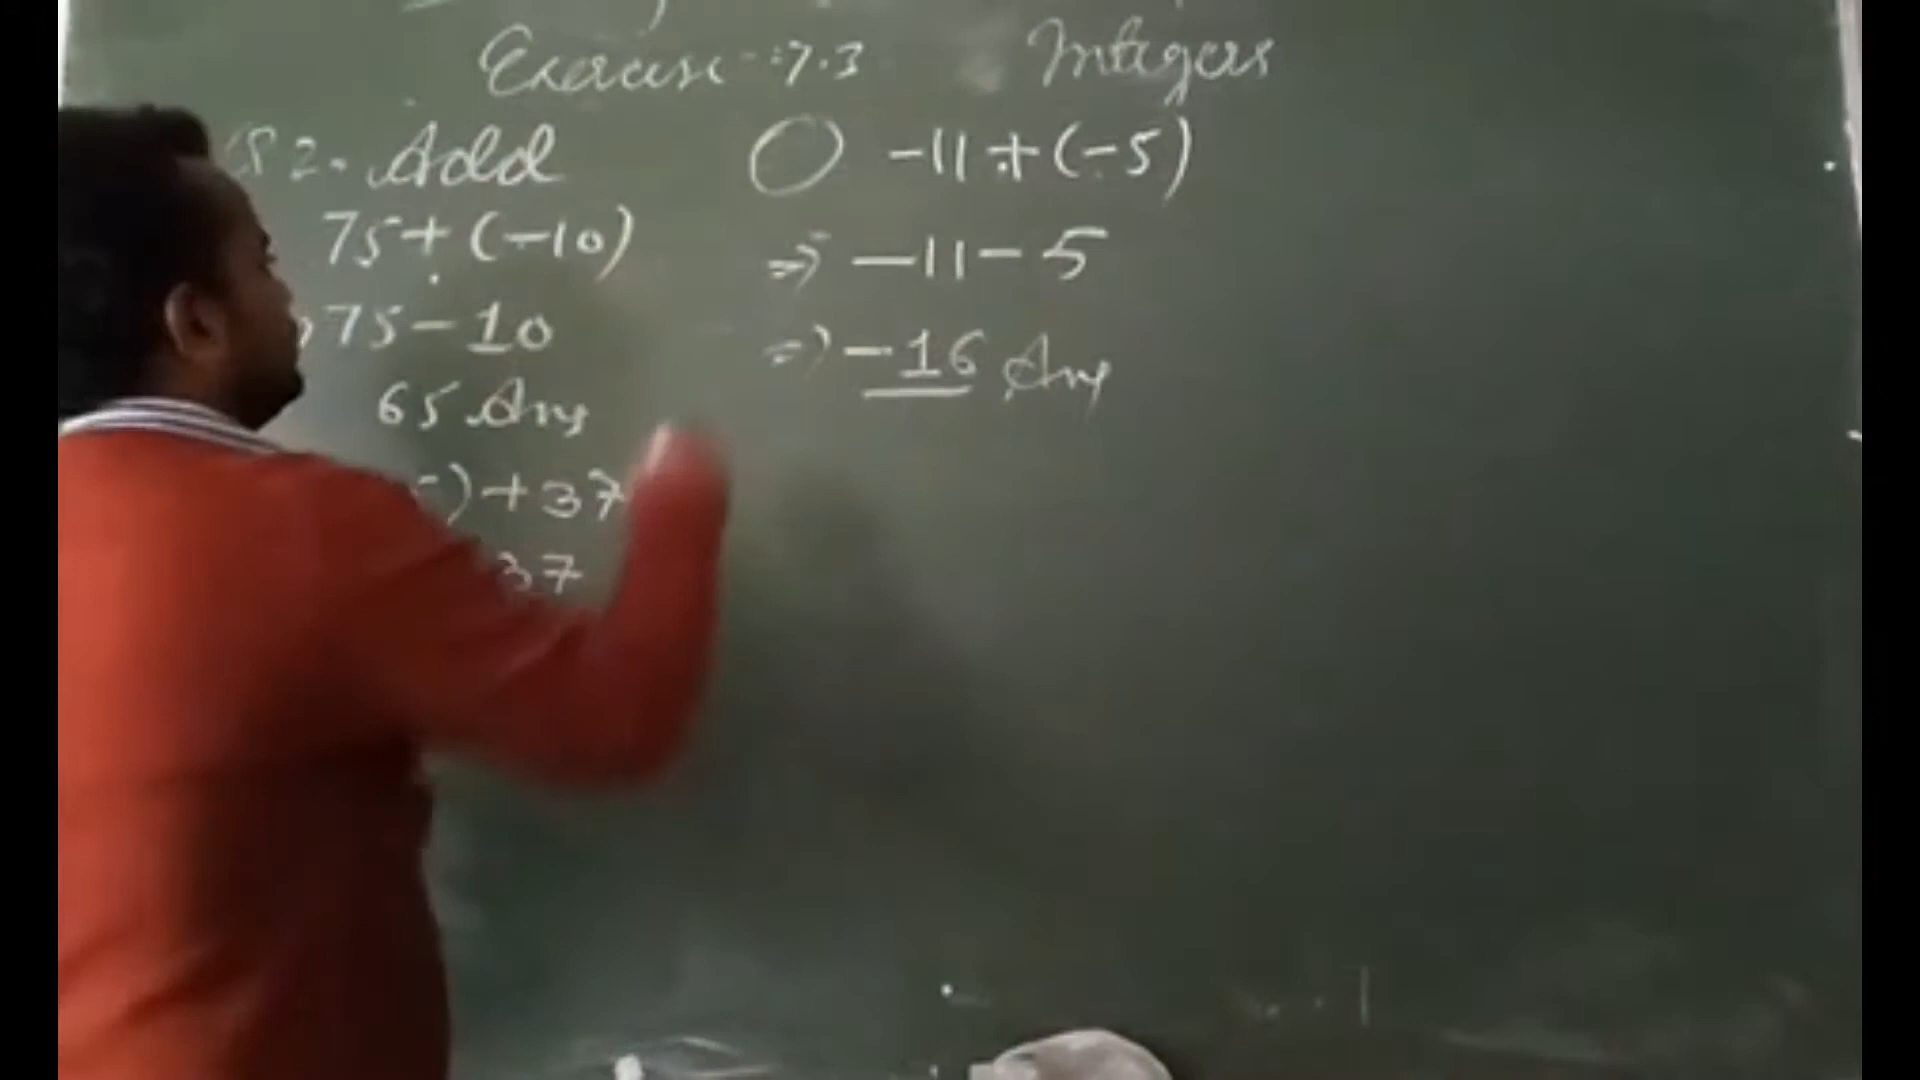 Exercise -:7.3 Integers
2. Add
75+(-10)
75-10
65 Ans
)+37
37
-11+(-5)
⇒ -11-5
⇒ -16 Ans